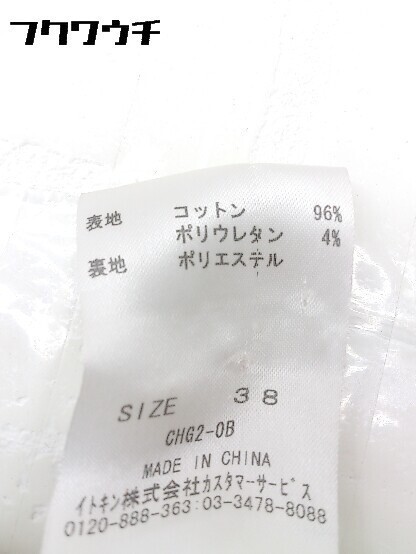 フクワウチ
表地 コットン 96%
ポリウレタン 4%
裏地 ポリエステル
SIZE 38
CHG2-0B
MADE IN CHINA
イトキン株式会社カスタマーサービス
0120-888-363:03-3478-8088